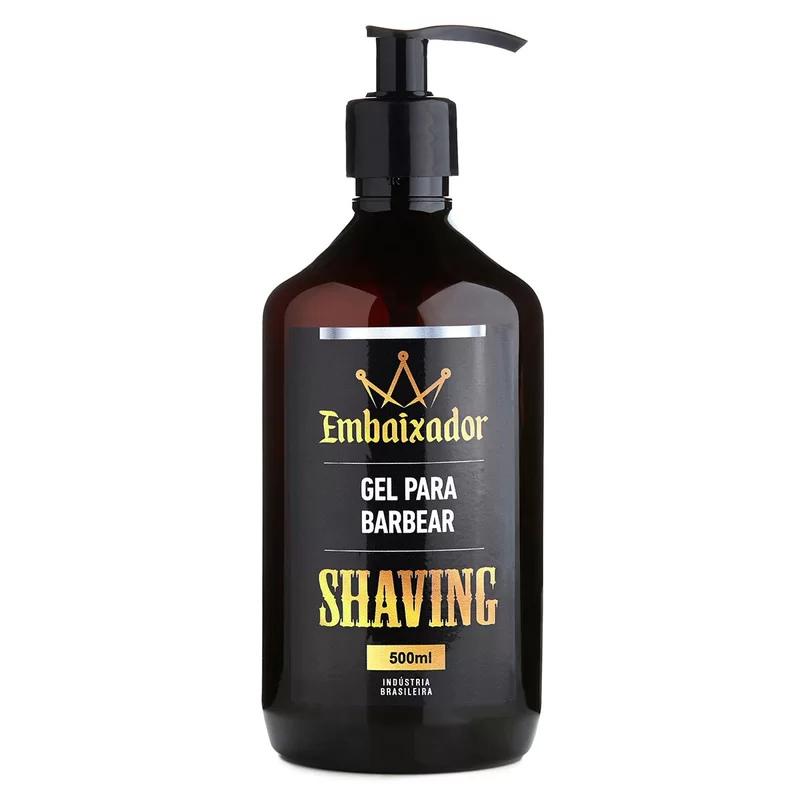 Embaixador
GEL PARA
BARBEAR
SHAVING
500ml
INDÚSTRIA
BRASILEIRA